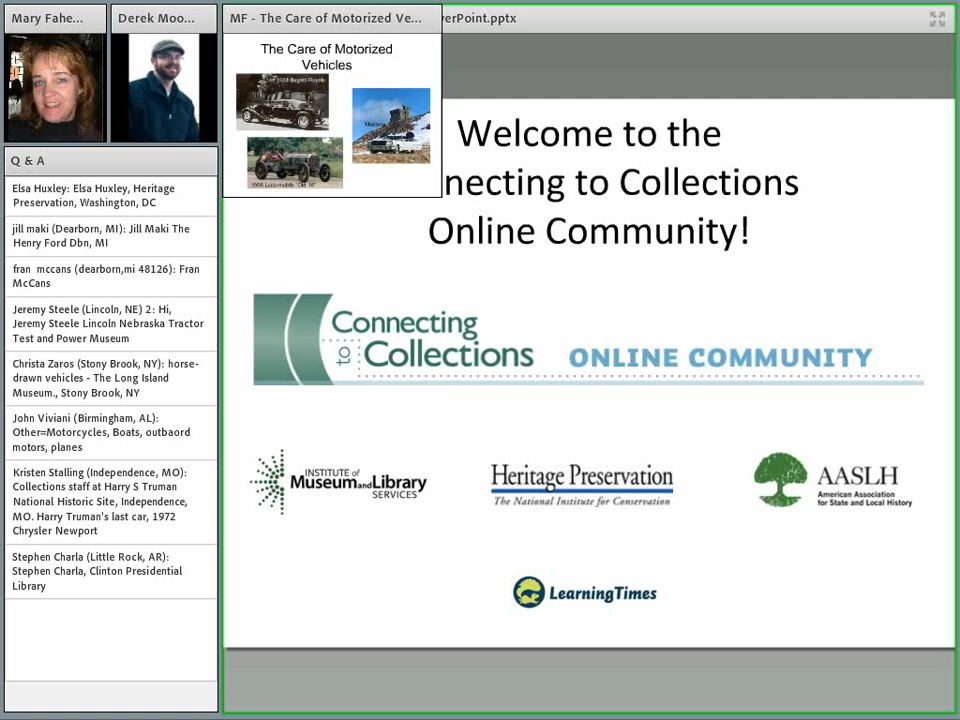 Mary Fahe...
Derek Moo...
MF - The Care of Motorized Ve...
verPoint.pptx
The Care of Motorized
Vehicles
Q & A
Elsa Huxley: Elsa Huxley, Heritage
Preservation, Washington, DC
jill maki (Dearborn, MI): Jill Maki The
Henry Ford Dbn, MI
fran mccans (dearborn,mi 48126): Fran
McCans
Jeremy Steele (Lincoln, NE) 2: Hi,
Jeremy Steele Lincoln Nebraska Tractor
Test and Power Museum
Christa Zaros (Stony Brook, NY): horse-
drawn vehicles - The Long Island
Museum., Stony Brook, NY
John Viviani (Birmingham, AL):
Other=Motorcycles, Boats, outbaord
motors, planes
Kristen Stalling (Independence, MO):
Collections staff at Harry S Truman
National Historic Site, Independence,
MO. Harry Truman's last car, 1972
Chrysler Newport
Stephen Charla (Little Rock, AR):
Stephen Charla, Clinton Presidential
Library
Welcome to the
necting to Collections
Online Community!
Connecting
to
Collections
ONLINE COMMUNITY
INSTITUTE of
Museum and Library
SERVICES
Heritage Preservation
The National Institute for Conservation
AASLH
American Association
for State and Local History
LearningTimes